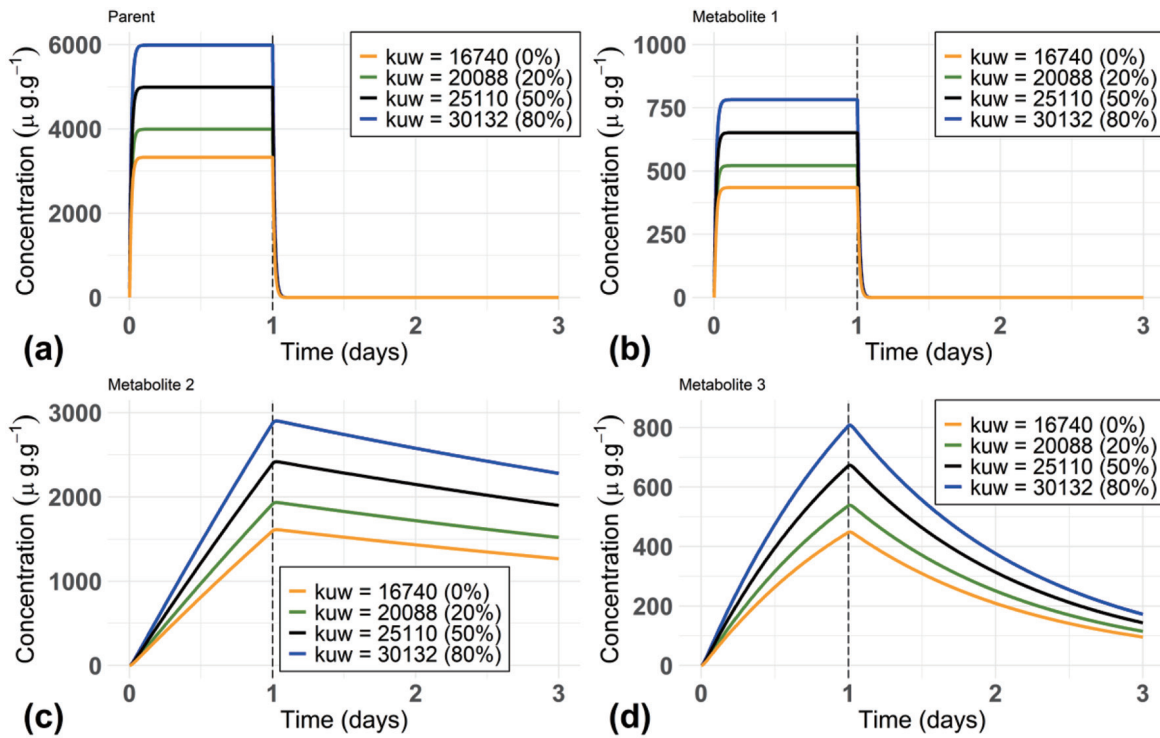 Parent
Concentration (μ g.g⁻¹)
6000
4000
2000
0
0
1
2
3
Time (days)
kuw = 16740 (0%)
kuw = 20088 (20%)
kuw = 25110 (50%)
kuw = 30132 (80%)
(a)
Metabolite 1
Concentration (μ g.g⁻¹)
1000
750
500
250
0
0
1
2
3
Time (days)
kuw = 16740 (0%)
kuw = 20088 (20%)
kuw = 25110 (50%)
kuw = 30132 (80%)
(b)
Metabolite 2
Concentration (μ g.g⁻¹)
3000
2000
1000
0
0
1
2
3
Time (days)
kuw = 16740 (0%)
kuw = 20088 (20%)
kuw = 25110 (50%)
kuw = 30132 (80%)
(c)
Metabolite 3
Concentration (μ g.g⁻¹)
800
600
400
200
0
0
1
2
3
Time (days)
kuw = 16740 (0%)
kuw = 20088 (20%)
kuw = 25110 (50%)
kuw = 30132 (80%)
(d)